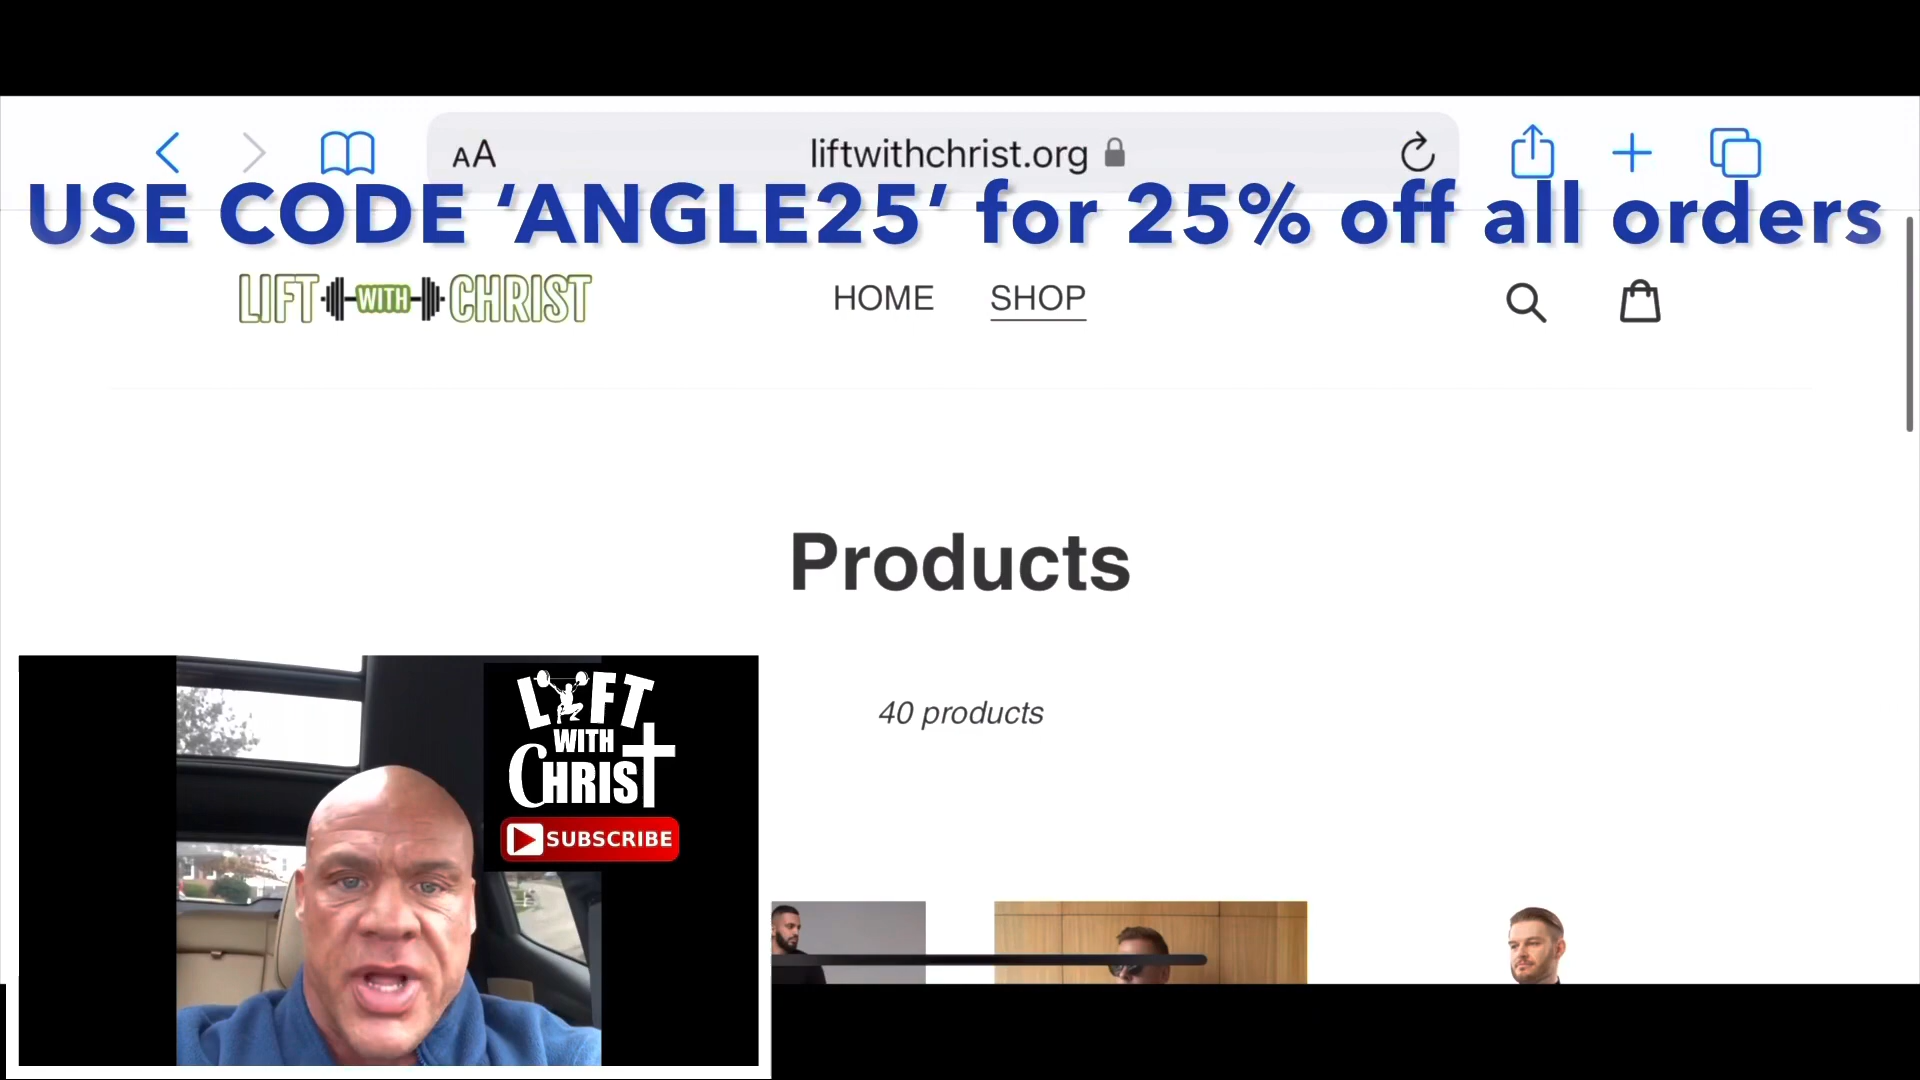 AA liftwithchrist.org
USE CODE ‘ANGLE25’ for 25% off all orders
LIFT WITH CHRIST HOME SHOP
Products
40 products
LIFT
WITH
CHRIST
SUBSCRIBE